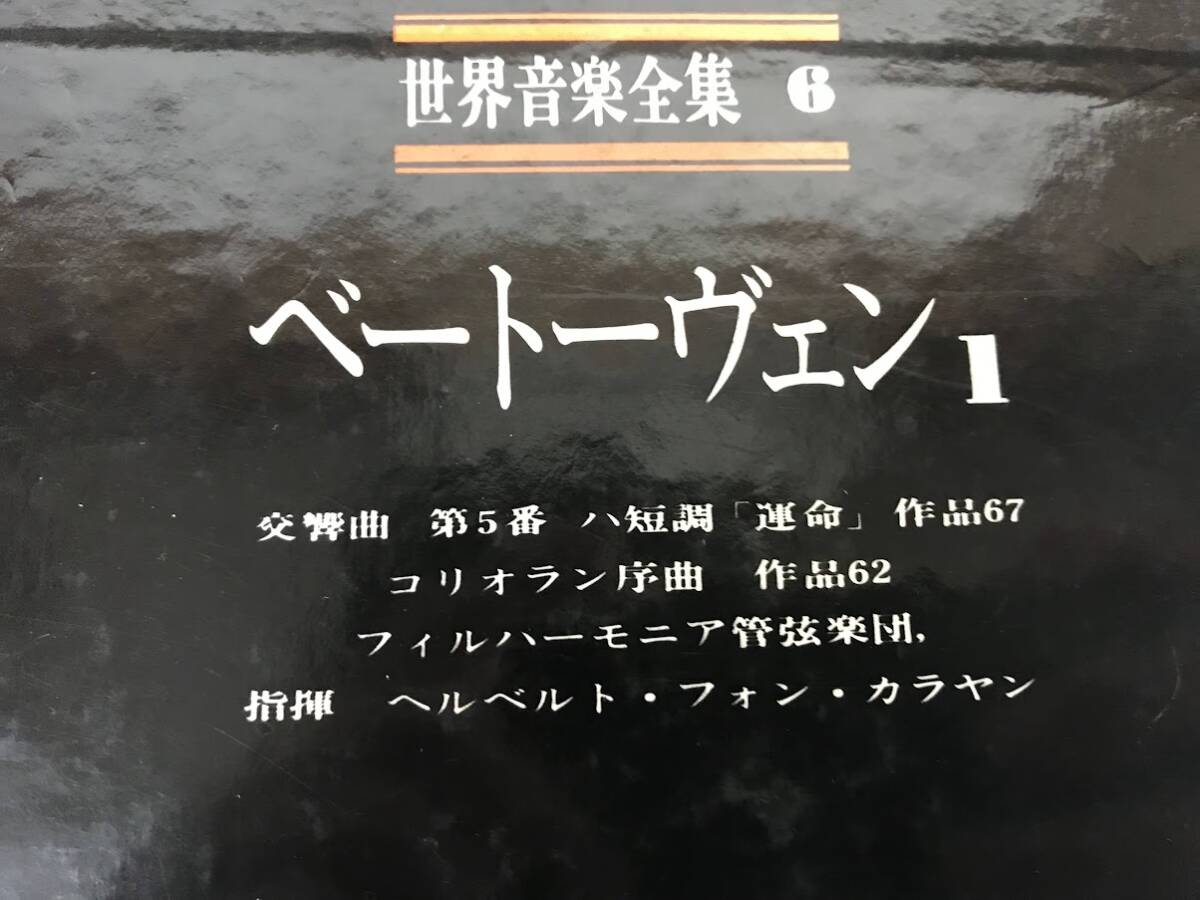 世界音楽全集 6
ベートーヴェン1
交響曲 第5番 ハ短調「運命」作品67
コリオラン序曲 作品62
フィルハーモニア管弦楽団,
指揮 ヘルベルト・フォン・カラヤン